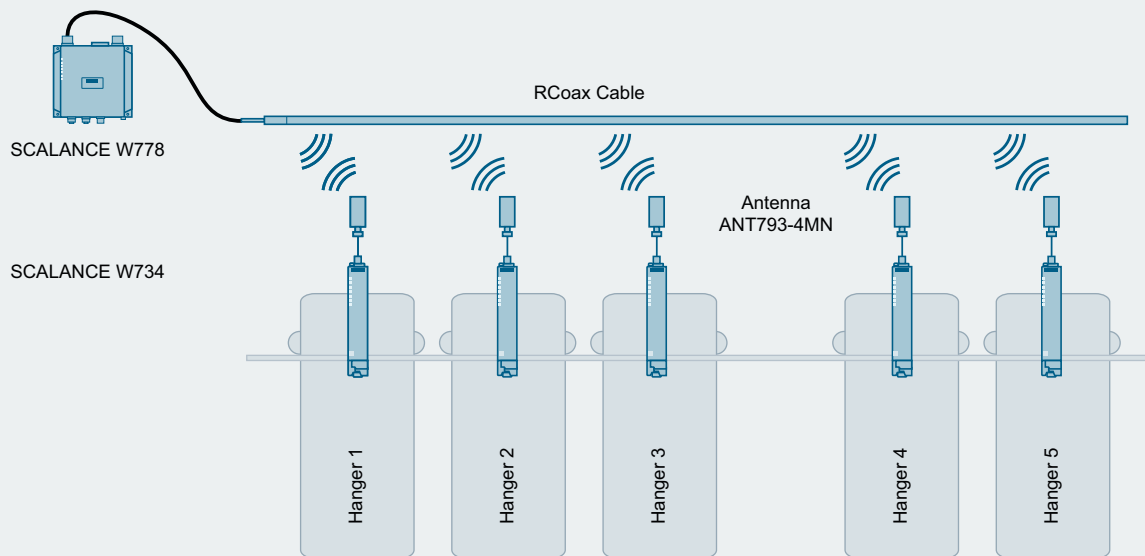 RCoax Cable
SCALANCE W778
Antenna
ANT793-4MN
SCALANCE W734
Hanger 1
Hanger 2
Hanger 3
Hanger 4
Hanger 5